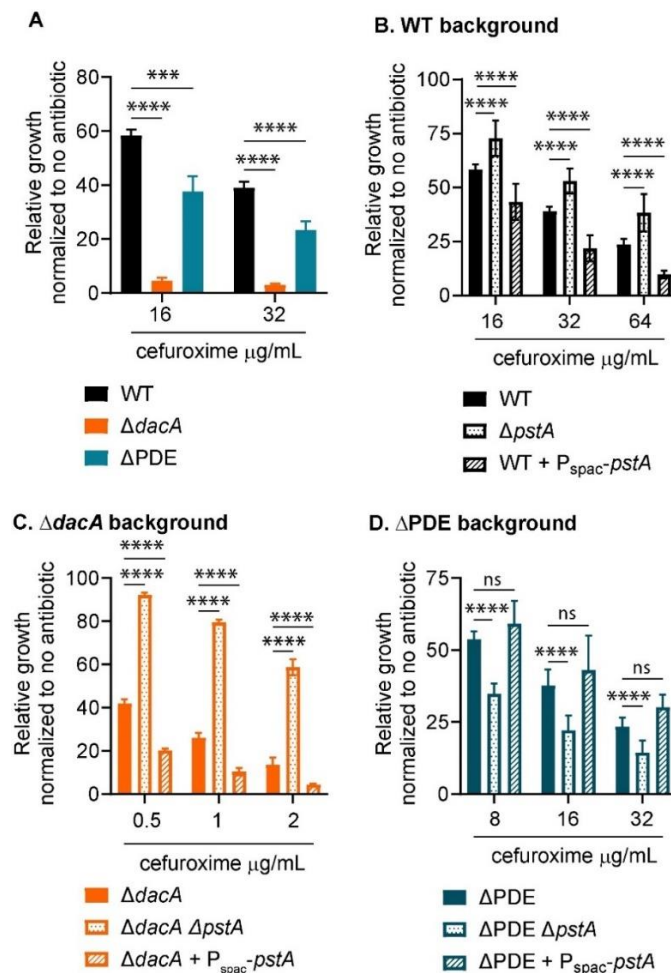 A
Relative growth
normalized to no antibiotic
80
60
40
20
0
***
****
****
****
16
32
cefuroxime µg/mL
WT
ΔdacA
ΔPDE
B. WT background
Relative growth
normalized to no antibiotic
100
75
50
25
0
****
****
****
****
****
****
16
32
64
cefuroxime µg/mL
WT
ΔpstA
WT + Pspac-pstA
C. ΔdacA background
Relative growth
normalized to no antibiotic
100
80
60
40
20
0
****
****
****
****
****
****
0.5
1
2
cefuroxime µg/mL
ΔdacA
ΔdacA ΔpstA
ΔdacA + Pspac-pstA
D. ΔPDE background
Relative growth
normalized to no antibiotic
75
50
25
0
ns
****
ns
****
ns
****
8
16
32
cefuroxime µg/mL
ΔPDE
ΔPDE ΔpstA
ΔPDE + Pspac-pstA